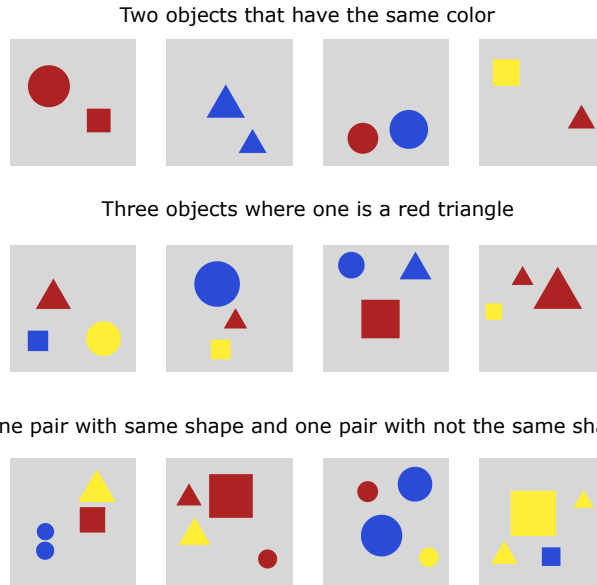 Two objects that have the same color
Three objects where one is a red triangle
ne pair with same shape and one pair with not the same sha